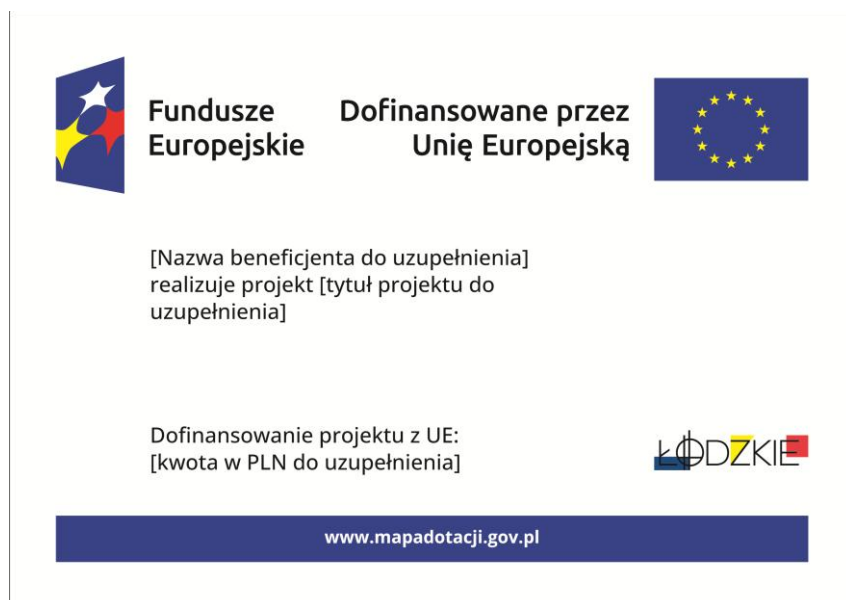 Fundusze
Europejskie
Dofinansowane przez
Unię Europejską
[Nazwa beneficjenta do uzupełnienia]
realizuje projekt [tytuł projektu do
uzupełnienia]
Dofinansowanie projektu z UE:
[kwota w PLN do uzupełnienia]
ŁÓDZKIE
www.mapadotacji.gov.pl